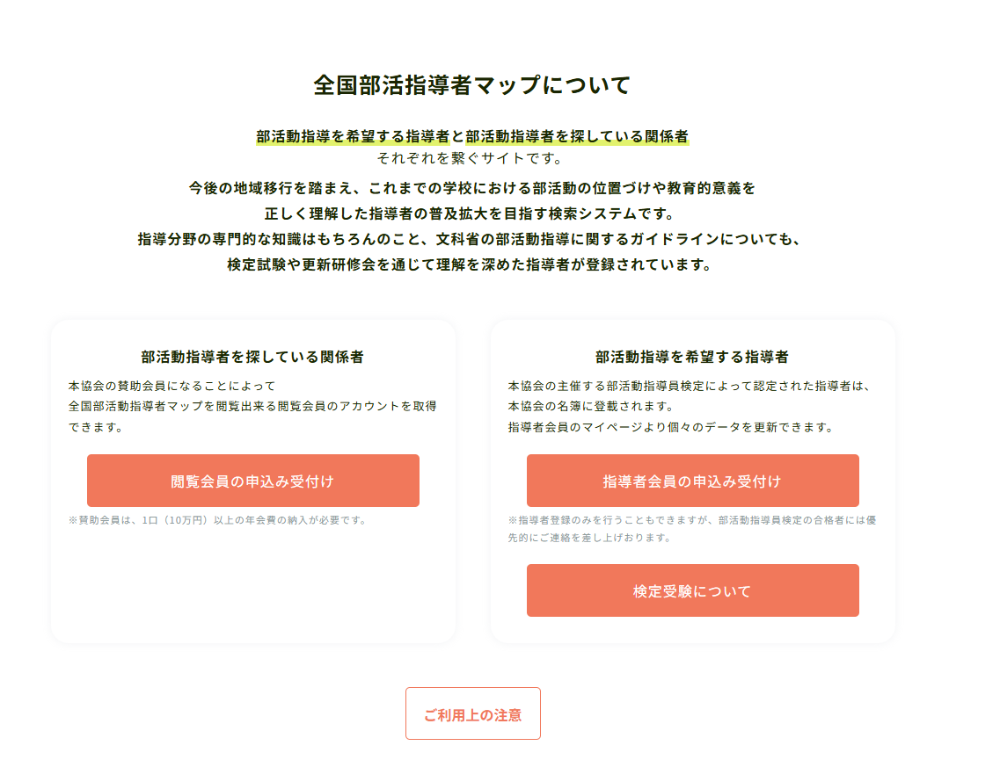 全国部活指導者マップについて
部活動指導を希望する指導者と部活動指導者を探している関係者
それぞれを繋ぐサイトです。
今後の地域移行を踏まえ、これまでの学校における部活動の位置づけや教育的意義を
正しく理解した指導者の普及拡大を目指す検索システムです。
指導分野の専門的な知識はもちろんのこと、文科省の部活動指導に関するガイドラインについても、
検定試験や更新研修会を通じて理解を深めた指導者が登録されています。
部活動指導者を探している関係者
本協会の賛助会員になることによって
全国部活動指導者マップを閲覧出来る閲覧会員のアカウントを取得
できます。
閲覧会員の申込み受付け
※賛助会員は、1口（10万円）以上の年会費の納入が必要です。
部活動指導を希望する指導者
本協会の主催する部活動指導員検定によって認定された指導者は、
本協会の名簿に登載されます。
指導者会員のマイページより個々のデータを更新できます。
指導者会員の申込み受付け
※指導者登録のみを行うこともできますが、部活動指導員検定の合格者には優
先的にご連絡を差し上げおります。
検定受験について
ご利用上の注意